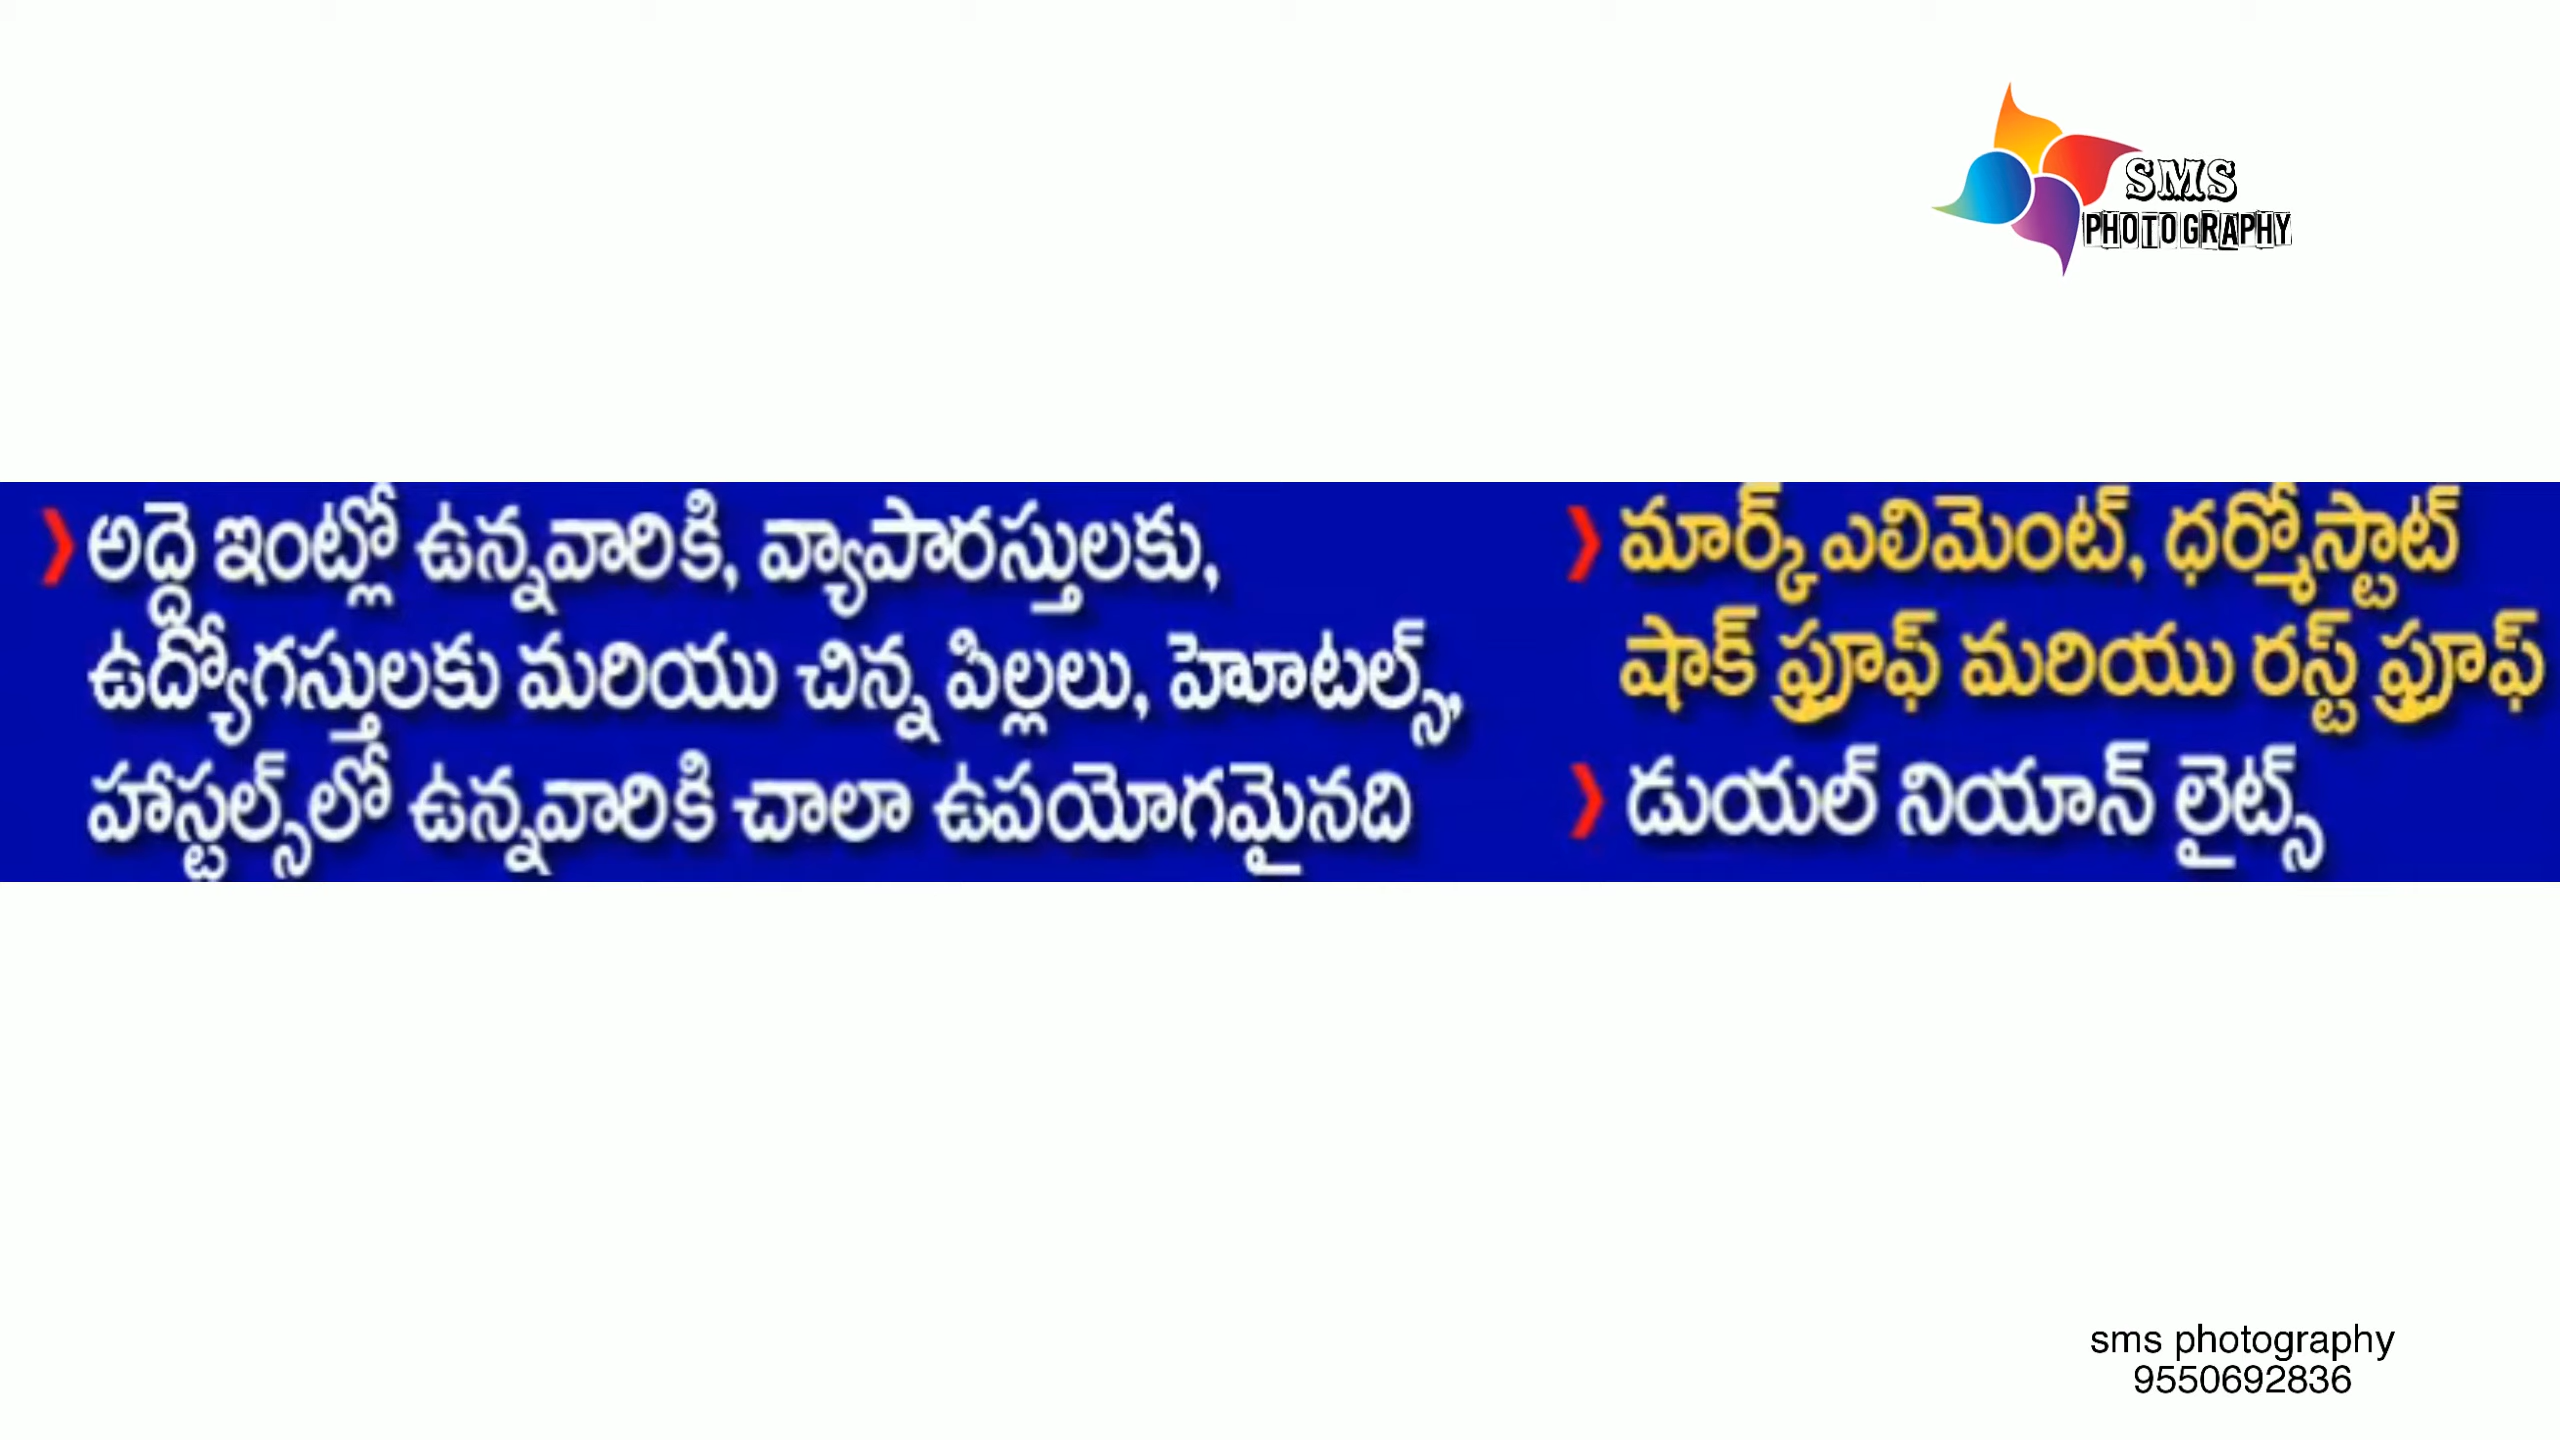 SMS
PHOTOGRAPHY
❯ అద్దె ఇంట్లో ఉన్నవారికి, వ్యాపారస్తులకు,
ఉద్యోగస్తులకు మరియు చిన్న పిల్లలు, హెూటల్స్,
హాస్టల్స్‌లో ఉన్నవారికి చాలా ఉపయోగమైనది
❯ మార్క్ ఎలిమెంట్, ధర్మోస్టాట్
షాక్ ఫ్రూఫ్ మరియు రస్ట్ ఫ్రూఫ్
❯ డుయల్ నియాన్ లైట్స్
sms photography
9550692836